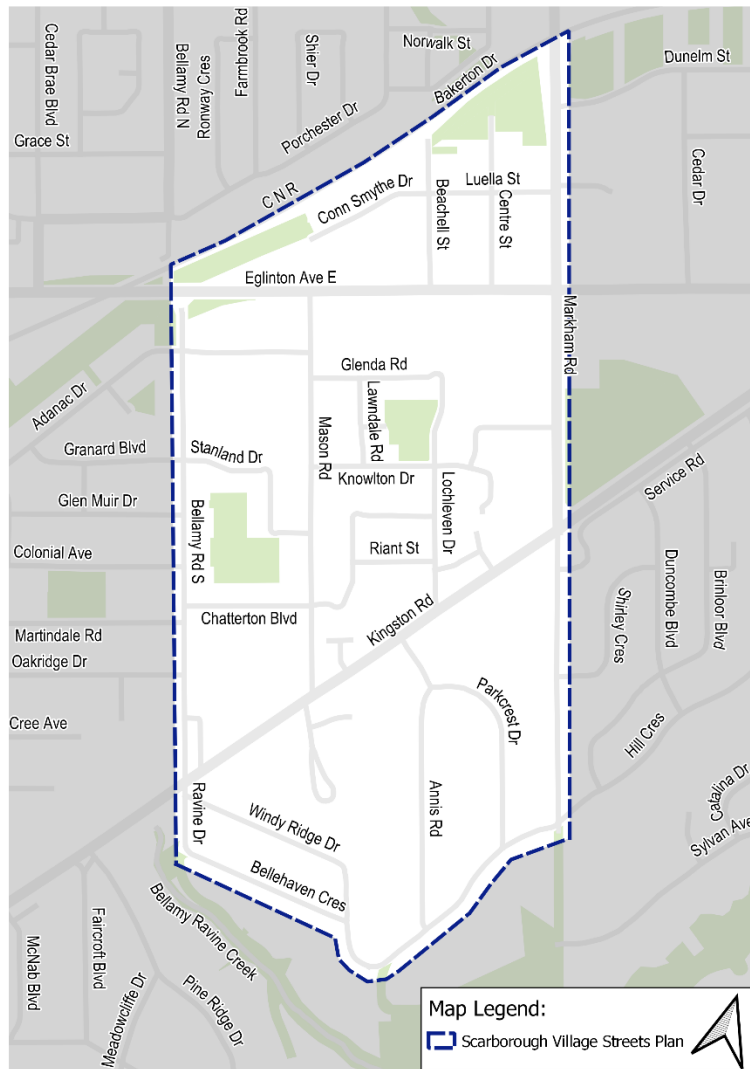 Cedar Brae Blvd
Bellamy Rd N
Ronway Cres
Farmbrook Rd
Shier Dr
Norwalk St
Bakerton Dr
Dunelm St
Grace St
Porchester Dr
Cedar Dr
C N R
Conn Smythe Dr
Luella St
Beachell St
Centre St
Eglinton Ave E
Markham Rd
Adanac Dr
Glenda Rd
Lawndale Rd
Mason Rd
Granard Blvd
Stanland Dr
Knowlton Dr
Lochleven Dr
Service Rd
Glen Muir Dr
Bellamy Rd S
Colonial Ave
Riant St
Duncombe Blvd
Brinloor Blvd
Shirley Cres
Chatterton Blvd
Kingston Rd
Martindale Rd
Oakridge Dr
Parkcrest Dr
Cree Ave
Hill Cres
Catalina Dr
Ravine Dr
Annis Rd
Windy Ridge Dr
Sylvan Ave
Bellehaven Cres
Bellamy Ravine Creek
McNab Blvd
Faircroft Blvd
Meadowcliffe Dr
Pine Ridge Dr
Map Legend:
Scarborough Village Streets Plan